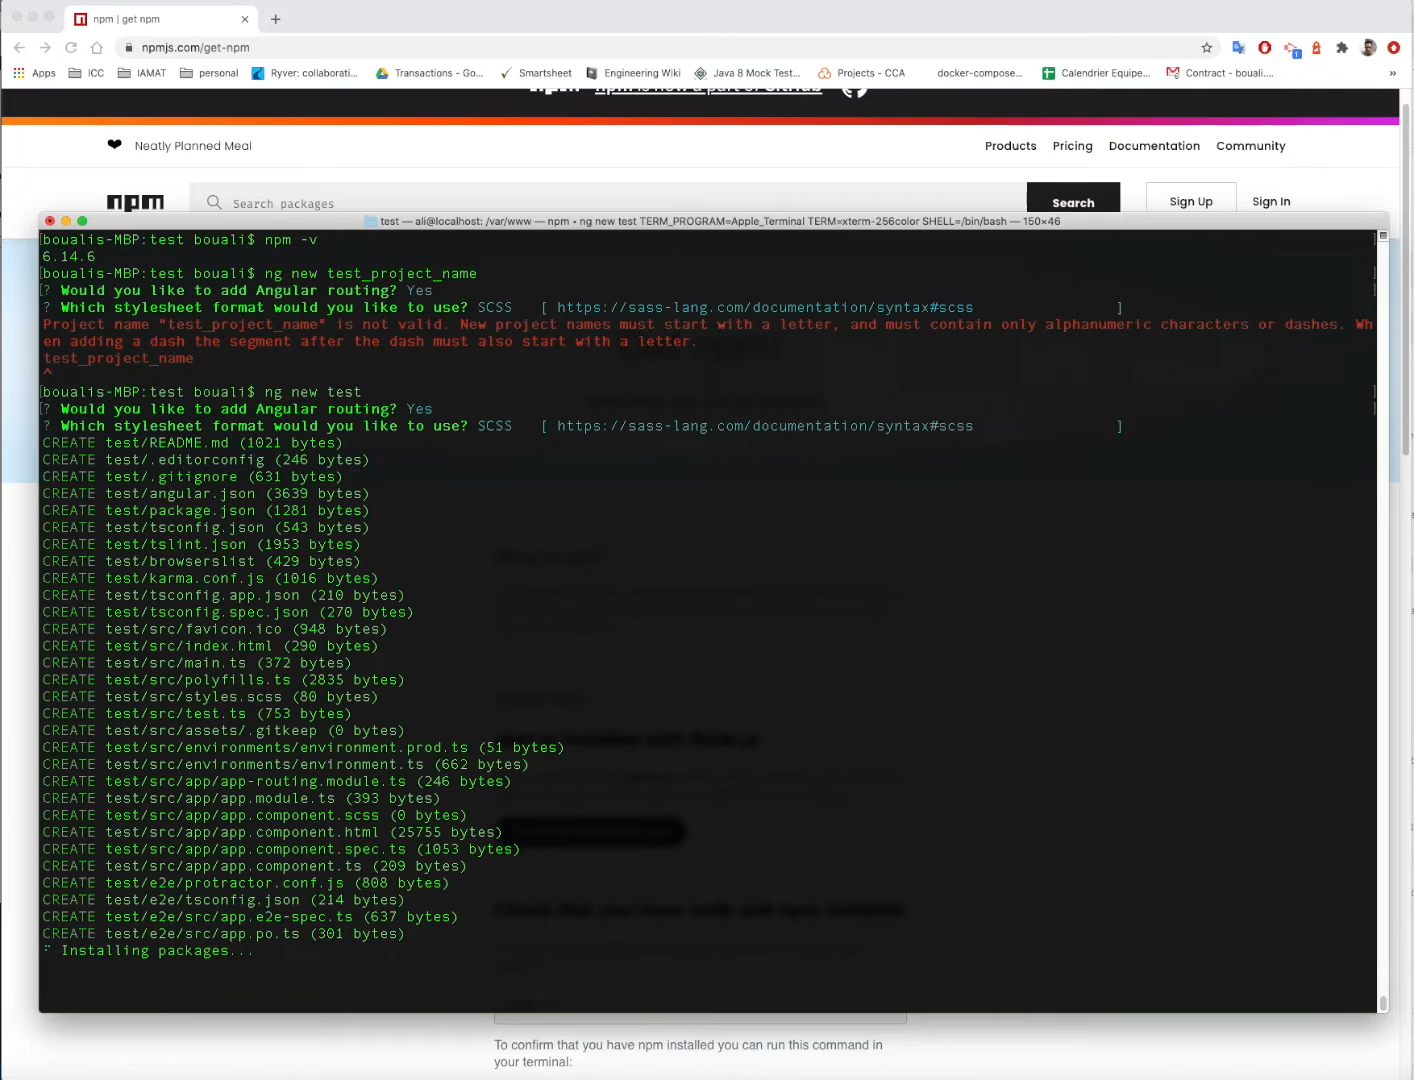 npm | get npm
npmjs.com/get-npm
Apps ICC IAMAT personal Ryver: collaborati... Transactions - Go... Smartsheet Engineering Wiki Java 8 Mock Test... Projects - CCA docker-compose... Calendrier Equipe... Contract - bouali.... »
Neatly Planned Meal Products Pricing Documentation Community
npm Search packages Search Sign Up Sign In
test — ali@localhost: /var/www — npm • ng new test TERM_PROGRAM=Apple_Terminal TERM=xterm-256color SHELL=/bin/bash — 150×46
[boualis-MBP:test bouali$ npm -v ]
6.14.6
[boualis-MBP:test bouali$ ng new test_project_name ]
[? Would you like to add Angular routing? Yes ]
? Which stylesheet format would you like to use? SCSS [ https://sass-lang.com/documentation/syntax#scss ]
Project name "test_project_name" is not valid. New project names must start with a letter, and must contain only alphanumeric characters or dashes. Wh
en adding a dash the segment after the dash must also start with a letter.
test_project_name
^
[boualis-MBP:test bouali$ ng new test ]
[? Would you like to add Angular routing? Yes ]
? Which stylesheet format would you like to use? SCSS [ https://sass-lang.com/documentation/syntax#scss ]
CREATE test/README.md (1021 bytes)
CREATE test/.editorconfig (246 bytes)
CREATE test/.gitignore (631 bytes)
CREATE test/angular.json (3639 bytes)
CREATE test/package.json (1281 bytes)
CREATE test/tsconfig.json (543 bytes)
CREATE test/tslint.json (1953 bytes)
CREATE test/browserslist (429 bytes)
CREATE test/karma.conf.js (1016 bytes)
CREATE test/tsconfig.app.json (210 bytes)
CREATE test/tsconfig.spec.json (270 bytes)
CREATE test/src/favicon.ico (948 bytes)
CREATE test/src/index.html (290 bytes)
CREATE test/src/main.ts (372 bytes)
CREATE test/src/polyfills.ts (2835 bytes)
CREATE test/src/styles.scss (80 bytes)
CREATE test/src/test.ts (753 bytes)
CREATE test/src/assets/.gitkeep (0 bytes)
CREATE test/src/environments/environment.prod.ts (51 bytes)
CREATE test/src/environments/environment.ts (662 bytes)
CREATE test/src/app/app-routing.module.ts (246 bytes)
CREATE test/src/app/app.module.ts (393 bytes)
CREATE test/src/app/app.component.scss (0 bytes)
CREATE test/src/app/app.component.html (25755 bytes)
CREATE test/src/app/app.component.spec.ts (1053 bytes)
CREATE test/src/app/app.component.ts (209 bytes)
CREATE test/e2e/protractor.conf.js (808 bytes)
CREATE test/e2e/tsconfig.json (214 bytes)
CREATE test/e2e/src/app.e2e-spec.ts (637 bytes)
CREATE test/e2e/src/app.po.ts (301 bytes)
Installing packages...
To confirm that you have npm installed you can run this command in
your terminal: